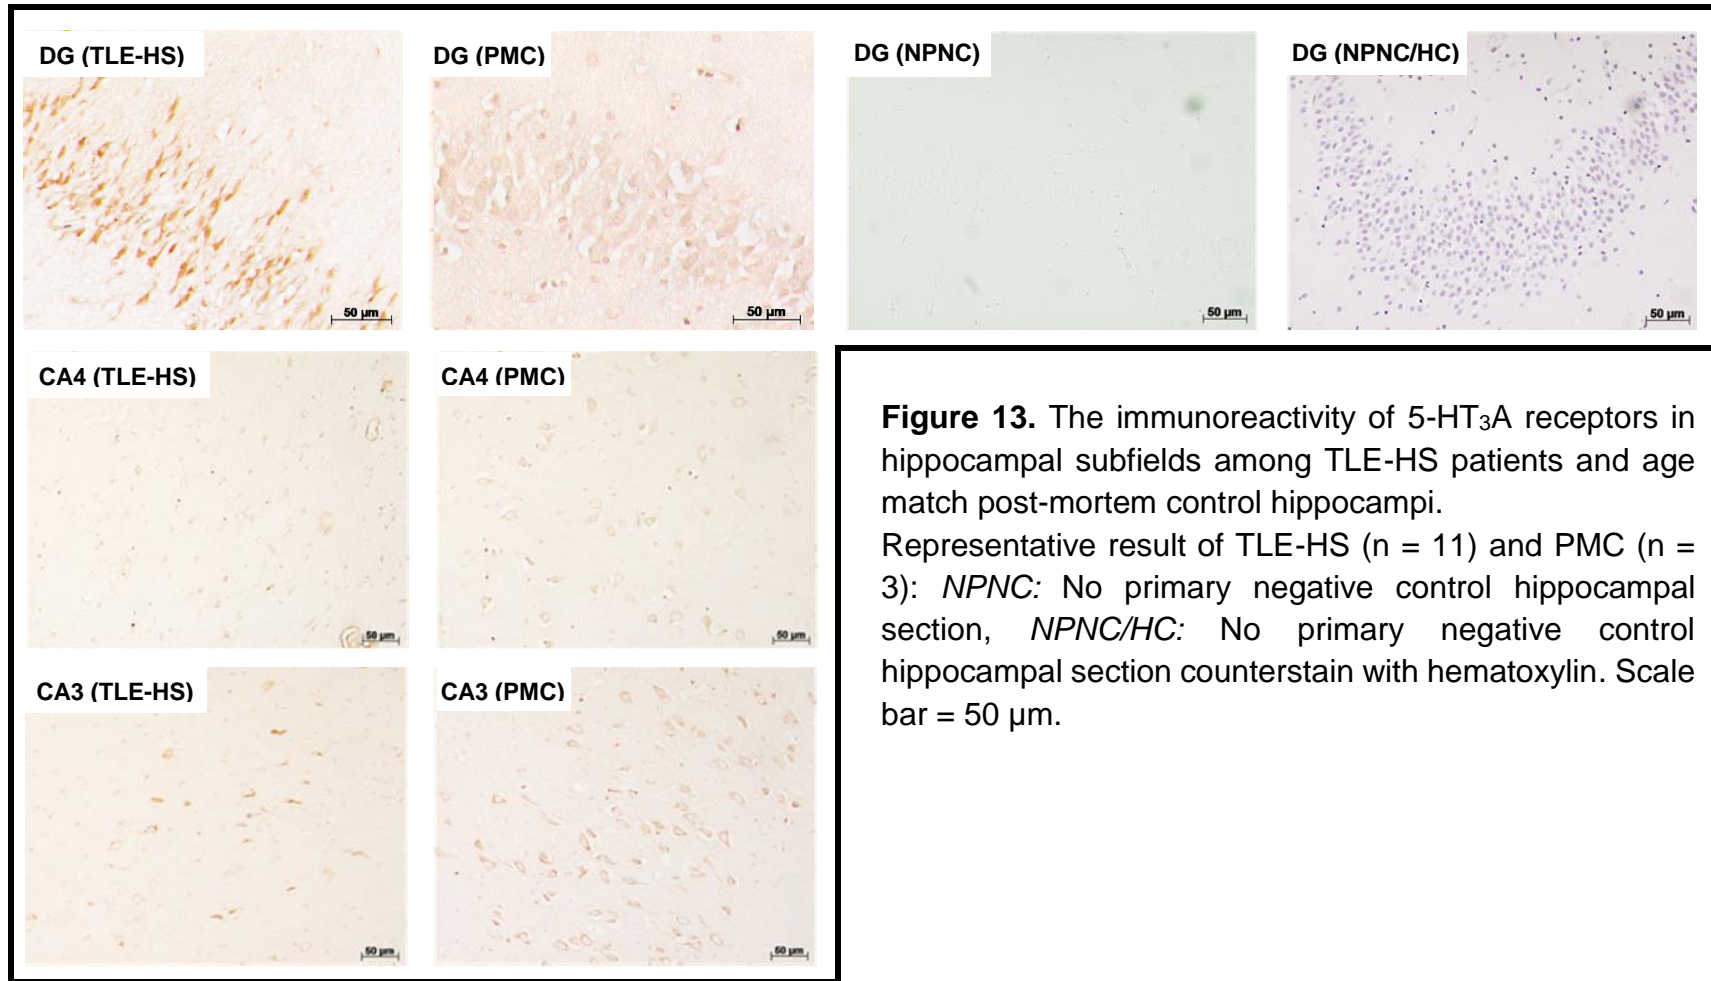 DG (TLE-HS)
DG (PMC)
DG (NPNC)
DG (NPNC/HC)
50 µm
50 µm
50 µm
50 µm
CA4 (TLE-HS)
CA4 (PMC)
50 µm
50 µm
CA3 (TLE-HS)
CA3 (PMC)
50 µm
50 µm
Figure 13. The immunoreactivity of 5-HT₃A receptors in
hippocampal subfields among TLE-HS patients and age
match post-mortem control hippocampi.
Representative result of TLE-HS (n = 11) and PMC (n =
3): NPNC: No primary negative control hippocampal
section, NPNC/HC: No primary negative control
hippocampal section counterstain with hematoxylin. Scale
bar = 50 µm.